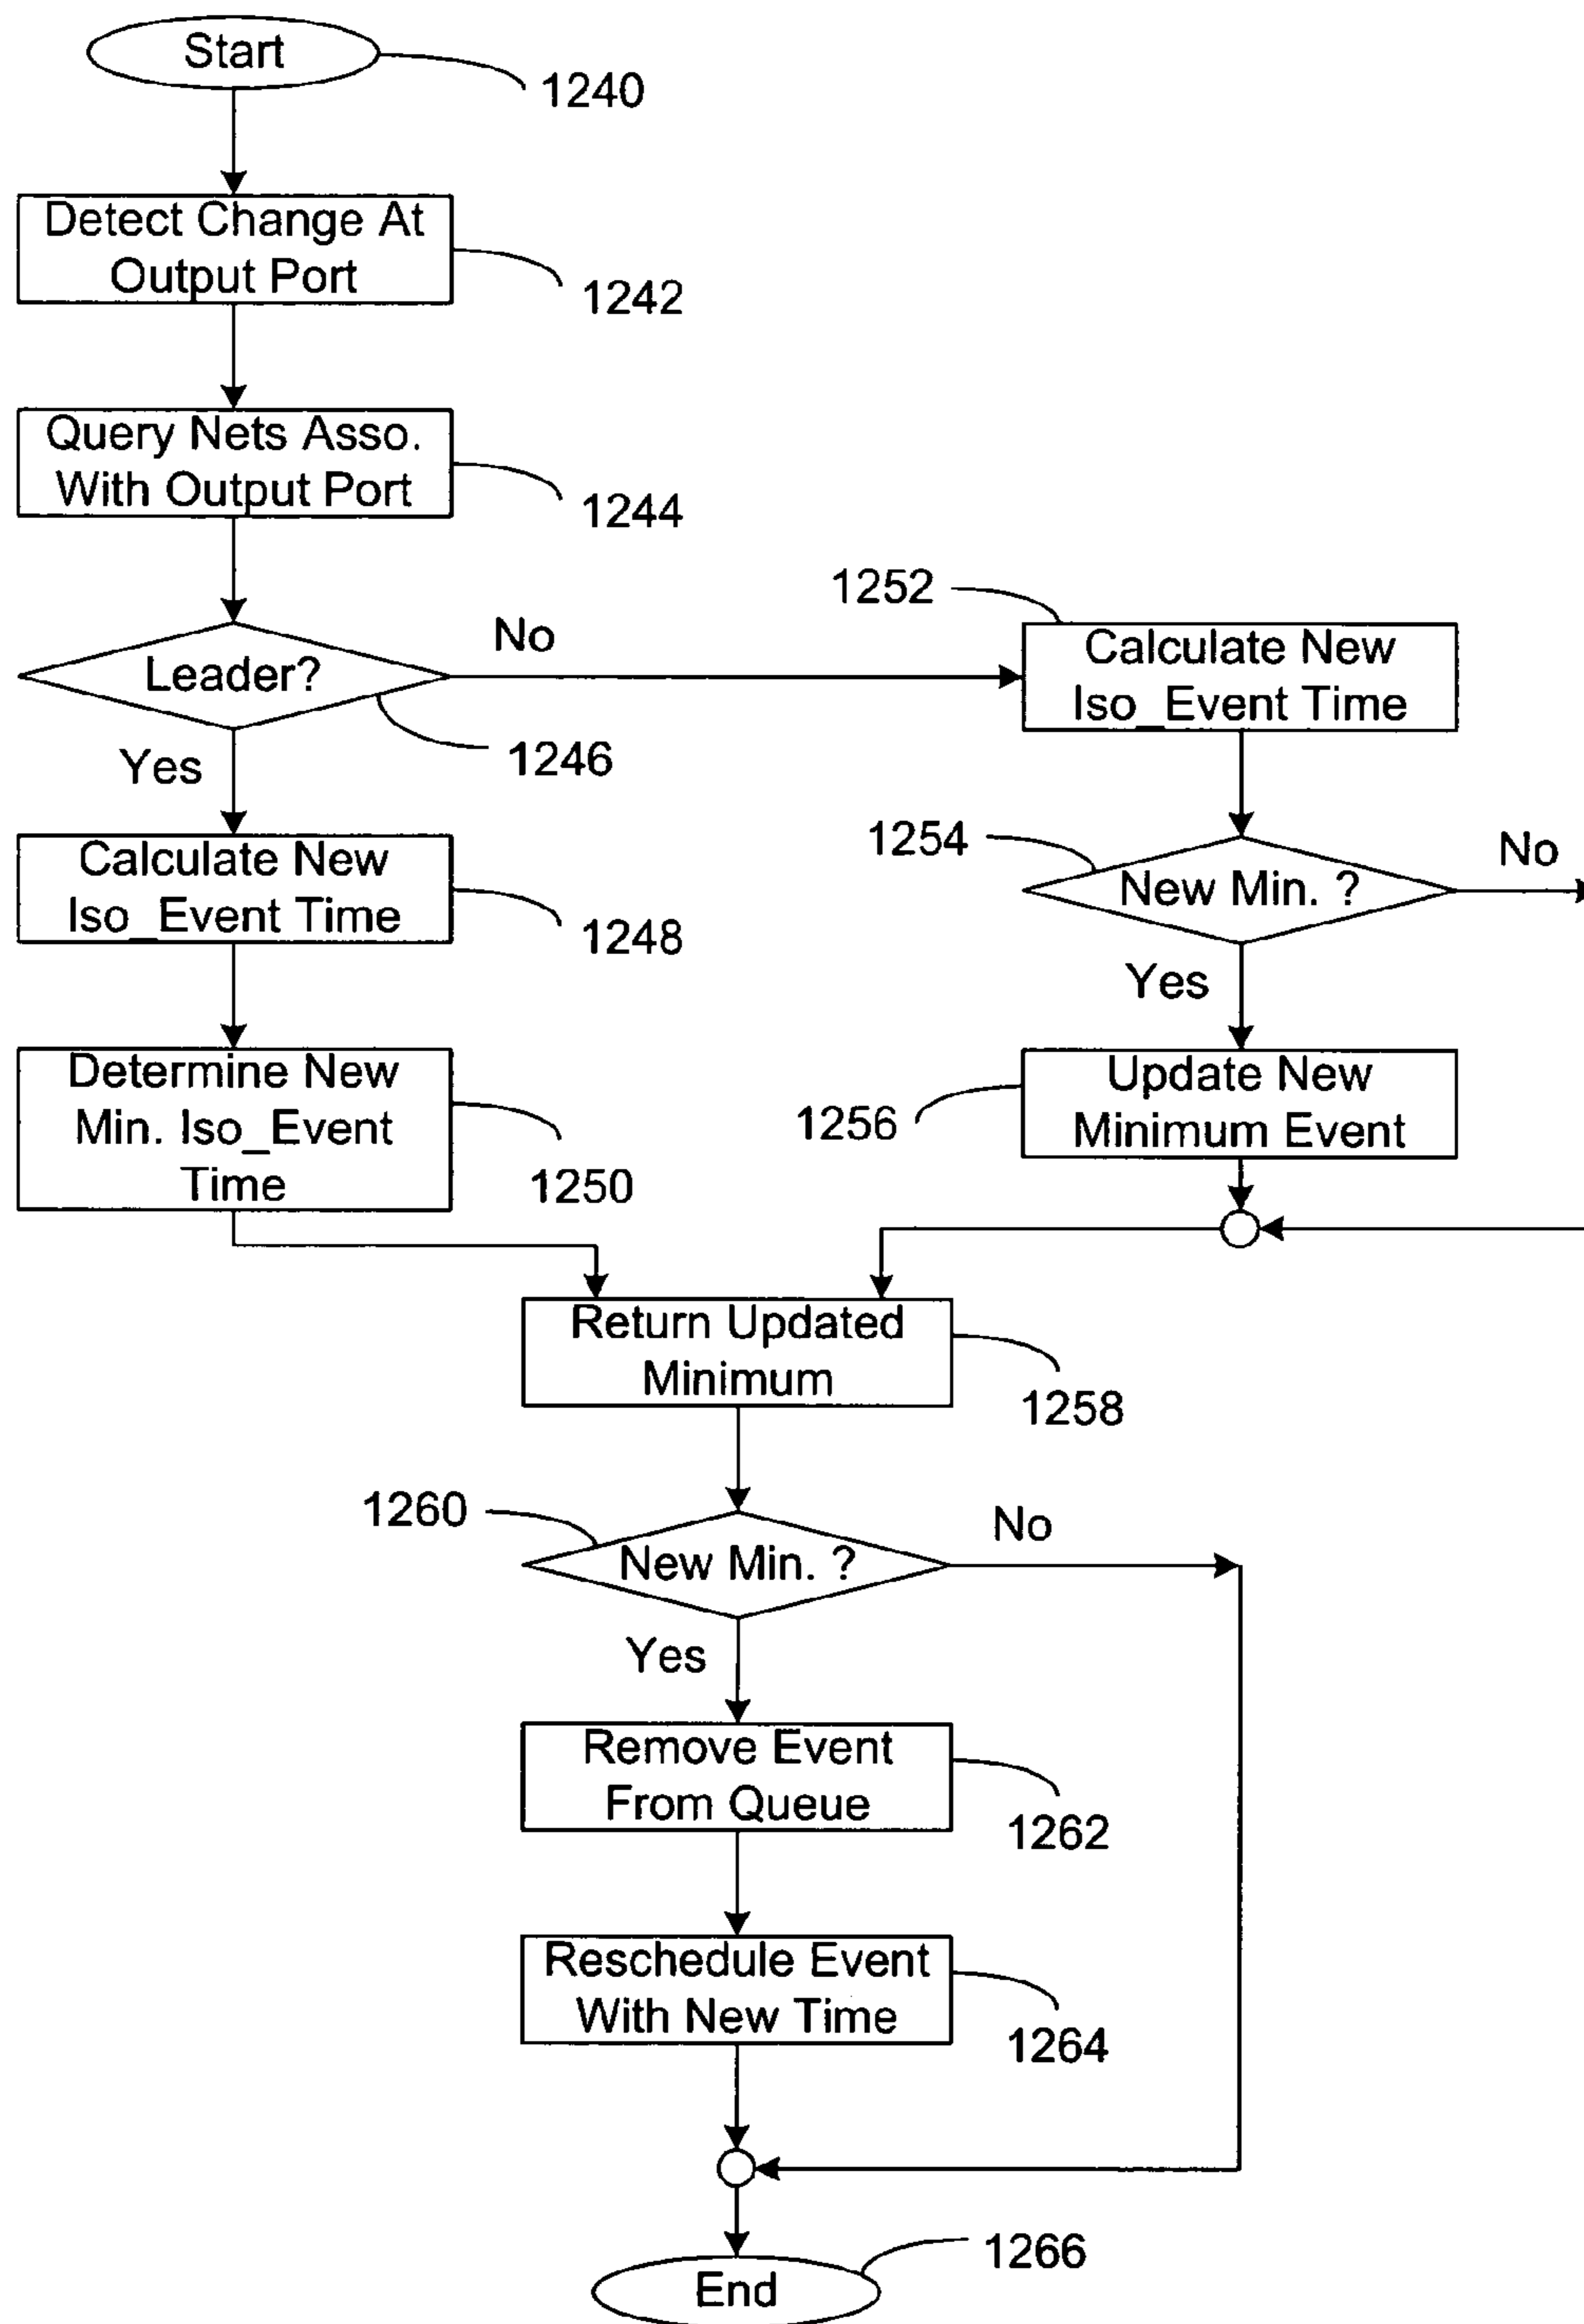 Start
1240
Detect Change At
Output Port
1242
Query Nets Asso.
With Output Port
1244
Leader?
No
1246
Yes
1252
Calculate New
Iso_Event Time
Calculate New
Iso_Event Time
1248
1254
New Min. ?
No
Yes
Determine New
Min. Iso_Event
Time
1250
1256
Update New
Minimum Event
Return Updated
Minimum
1258
1260
New Min. ?
No
Yes
Remove Event
From Queue
1262
Reschedule Event
With New Time
1264
1266
End